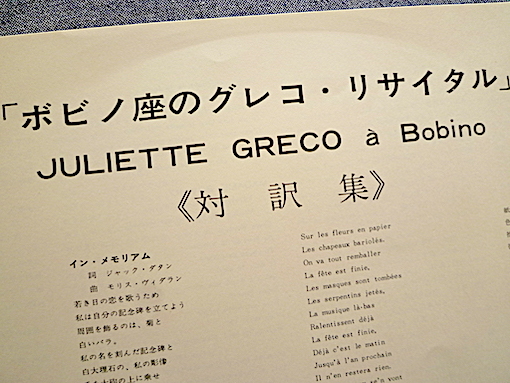 「ボビノ座のグレコ・リサイタル」
JULIETTE GRECO à Bobino
《対訳集》
イン・メモリアム
詞 ジャック・ダタン
曲 モリス・ヴィダラン
若き日の恋を歌うため
私は自分の記念碑を立てよう
周囲を飾るのは、菊と
白いバラ。
私の名を刻んだ記念碑と
白大理石の、私の影像
Sur les fleurs en papier
Les chapeaux bariolés.
On va tout remballer
La fête est finie,
Les masques sont tombées
Les serpentins jetés,
La musique là-bas
Ralentissent déjà
La fête est finie,
Déjà c'est le matin
Jusqu'à l'an prochain
Il n'en restera rien.